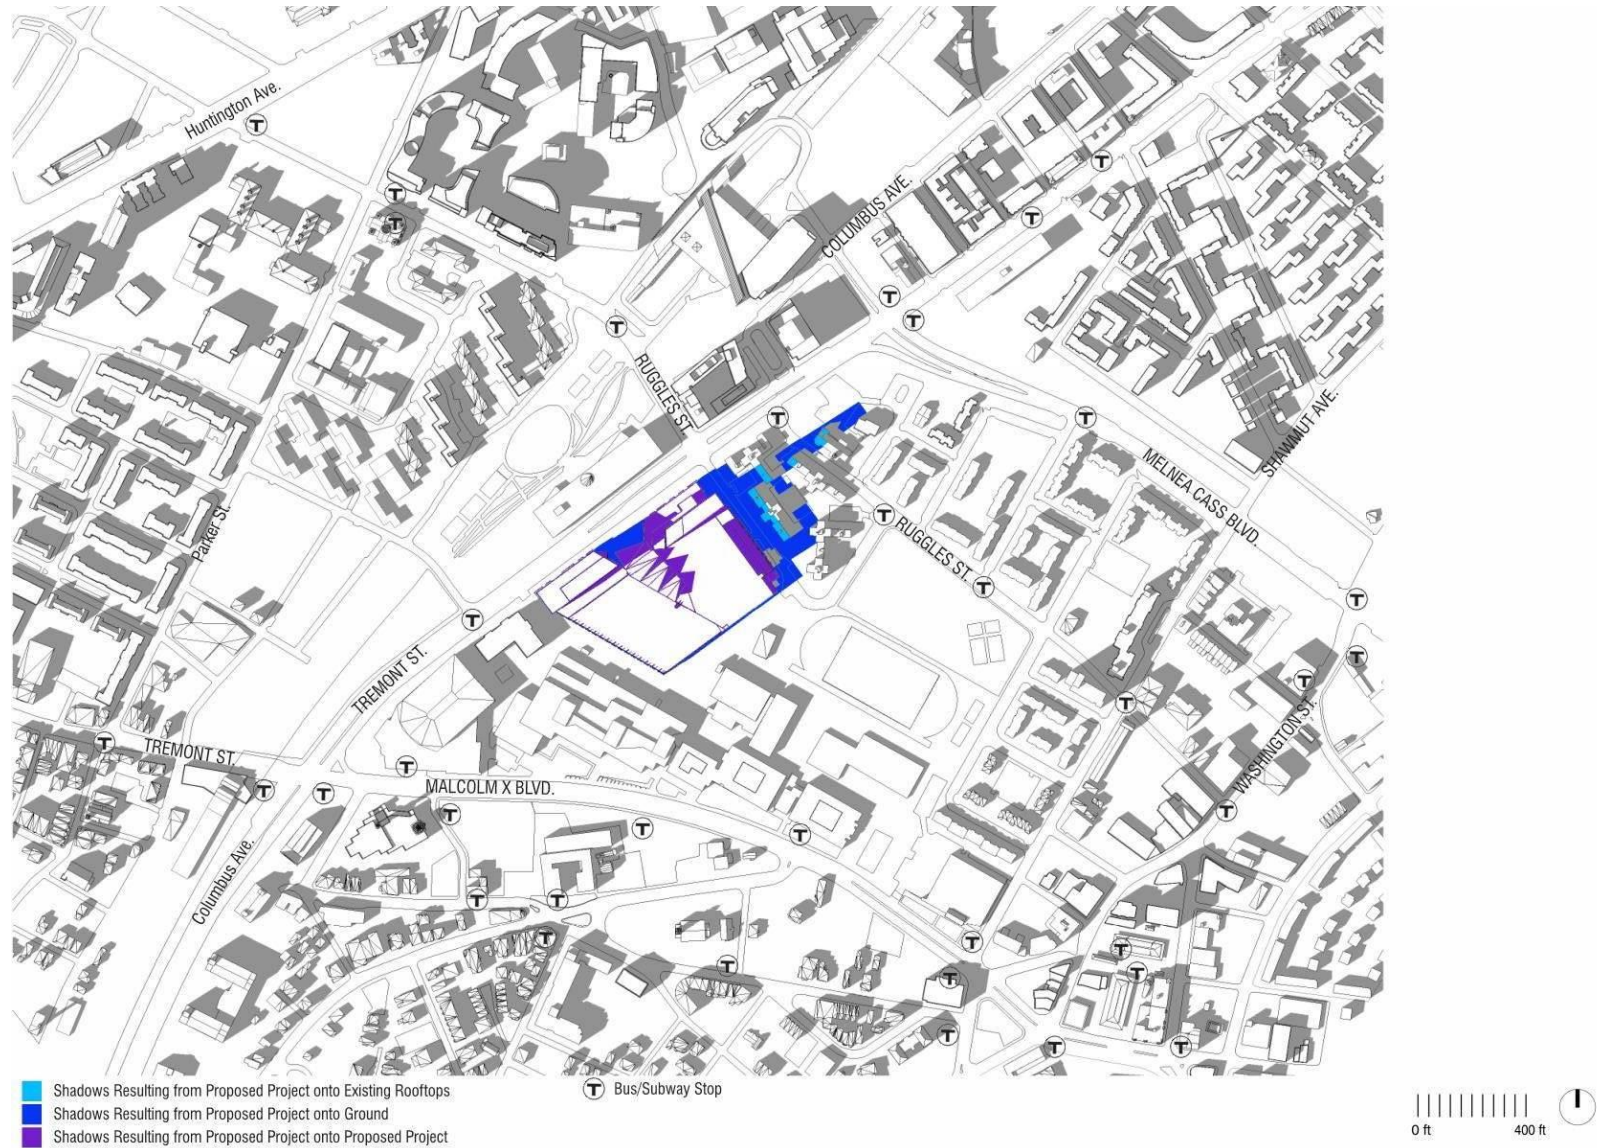 Huntington Ave.
T
T
T
T
T
COLUMBUS AVE.
T
T
T
T
RUGGLES ST.
T
T
SHAWMUT AVE.
MELNEA CASS BLVD.
Parker St.
T
RUGGLES ST.
T
T
T
TREMONT ST.
T
T
T
WASHINGTON ST.
T
TREMONT ST.
T
T
T
MALCOLM X BLVD.
T
T
T
T
Columbus Ave.
T
T
T
T
T
T
T
T
T
T
T
Shadows Resulting from Proposed Project onto Existing Rooftops
T Bus/Subway Stop
Shadows Resulting from Proposed Project onto Ground
Shadows Resulting from Proposed Project onto Proposed Project
0 ft 400 ft